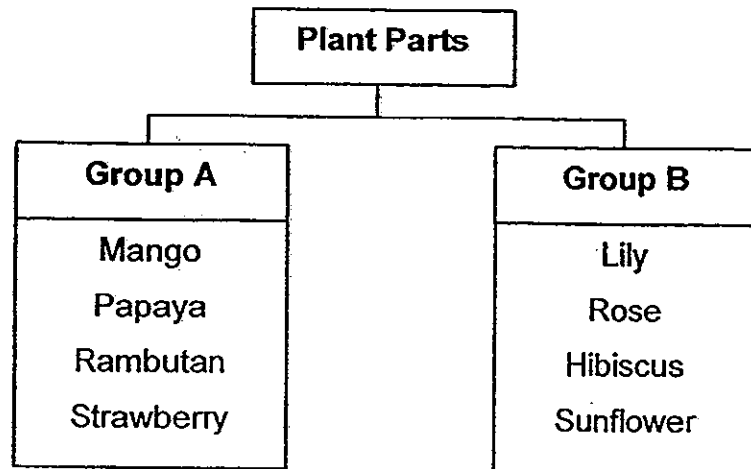 Plant Parts
Group A
Mango
Papaya
Rambutan
Strawberry
Group B
Lily
Rose
Hibiscus
Sunflower